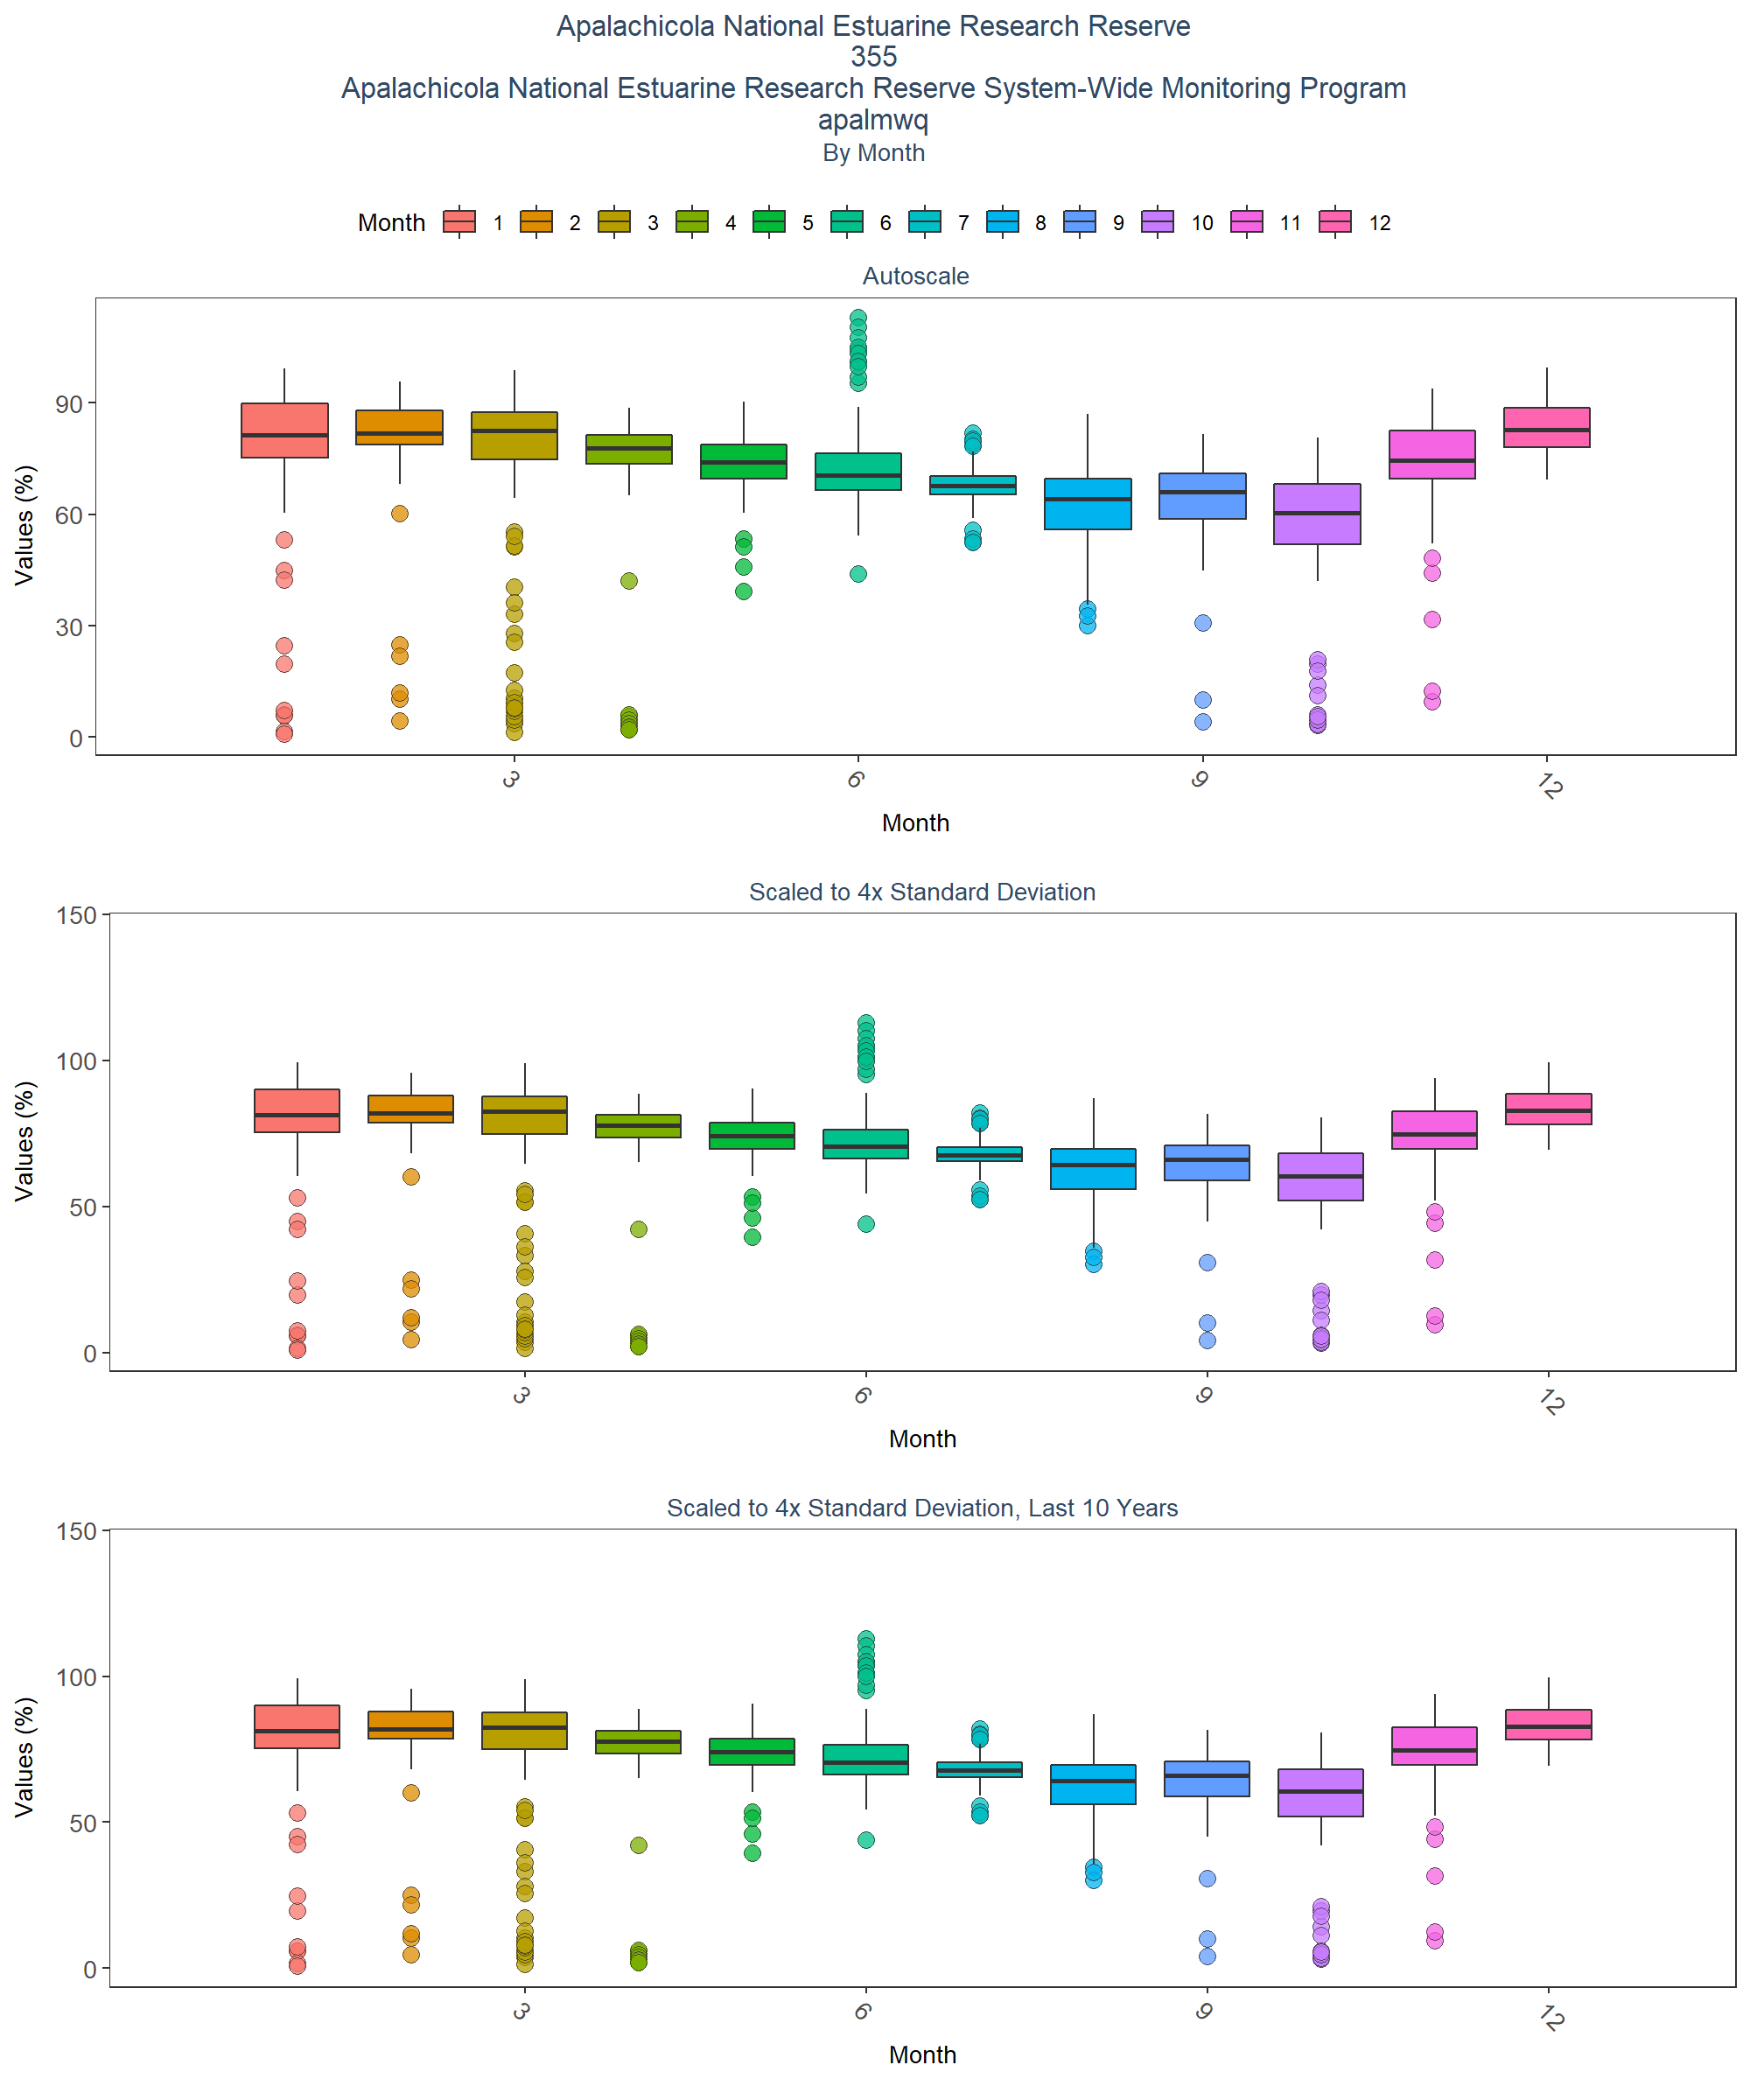 Apalachicola National Estuarine Research Reserve
355
Apalachicola National Estuarine Research Reserve System-Wide Monitoring Program
apalmwq
By Month
Month 1 2 3 4 5 6 7 8 9 10 11 12
Autoscale
Values (%)
90
60
30
0
3 6 9 12
Month
Scaled to 4x Standard Deviation
Values (%)
150
100
50
0
3 6 9 12
Month
Scaled to 4x Standard Deviation, Last 10 Years
Values (%)
150
100
50
0
3 6 9 12
Month